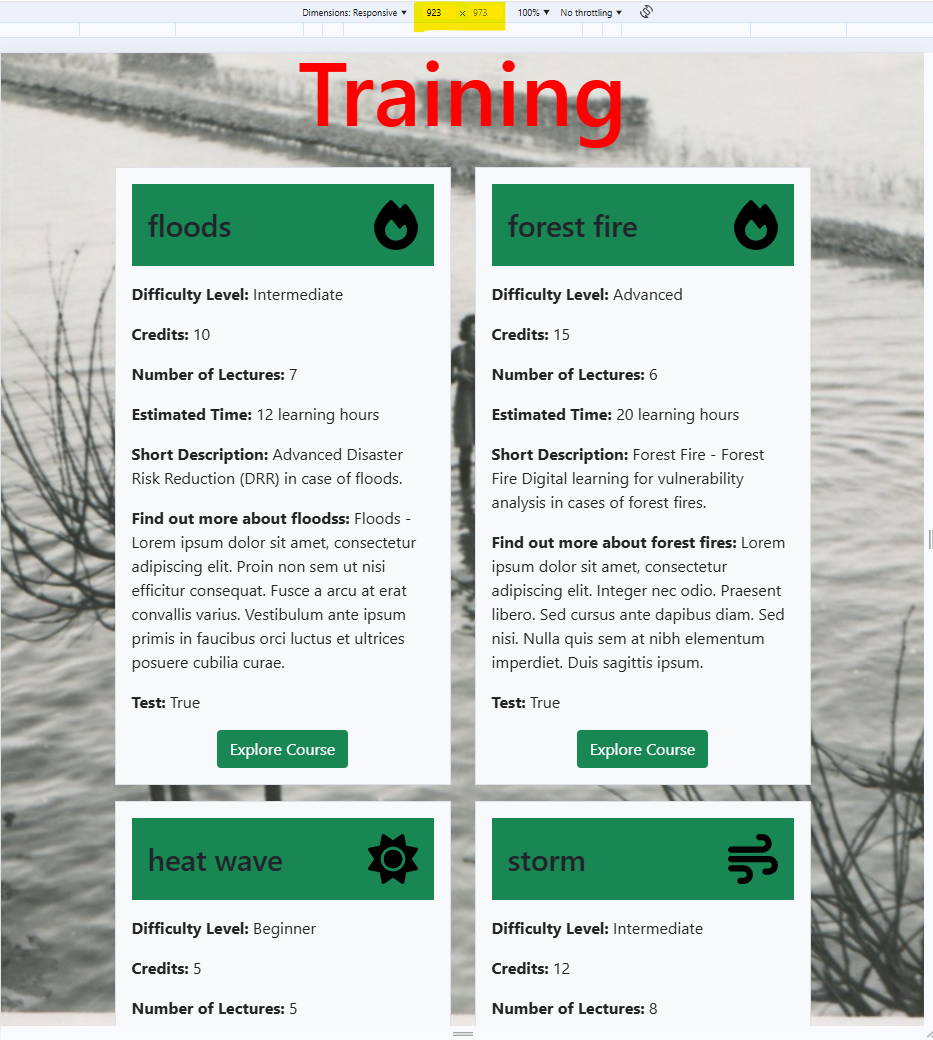 Dimensions: Responsive ▼ 923 × 973 100% ▼ No throttling ▼
Training
floods
Difficulty Level: Intermediate
Credits: 10
Number of Lectures: 7
Estimated Time: 12 learning hours
Short Description: Advanced Disaster
Risk Reduction (DRR) in case of floods.
Find out more about floodss: Floods -
Lorem ipsum dolor sit amet, consectetur
adipiscing elit. Proin non sem ut nisi
efficitur consequat. Fusce a arcu at erat
convallis varius. Vestibulum ante ipsum
primis in faucibus orci luctus et ultrices
posuere cubilia curae.
Test: True
Explore Course
forest fire
Difficulty Level: Advanced
Credits: 15
Number of Lectures: 6
Estimated Time: 20 learning hours
Short Description: Forest Fire - Forest
Fire Digital learning for vulnerability
analysis in cases of forest fires.
Find out more about forest fires: Lorem
ipsum dolor sit amet, consectetur
adipiscing elit. Integer nec odio. Praesent
libero. Sed cursus ante dapibus diam. Sed
nisi. Nulla quis sem at nibh elementum
imperdiet. Duis sagittis ipsum.
Test: True
Explore Course
heat wave
Difficulty Level: Beginner
Credits: 5
Number of Lectures: 5
storm
Difficulty Level: Intermediate
Credits: 12
Number of Lectures: 8